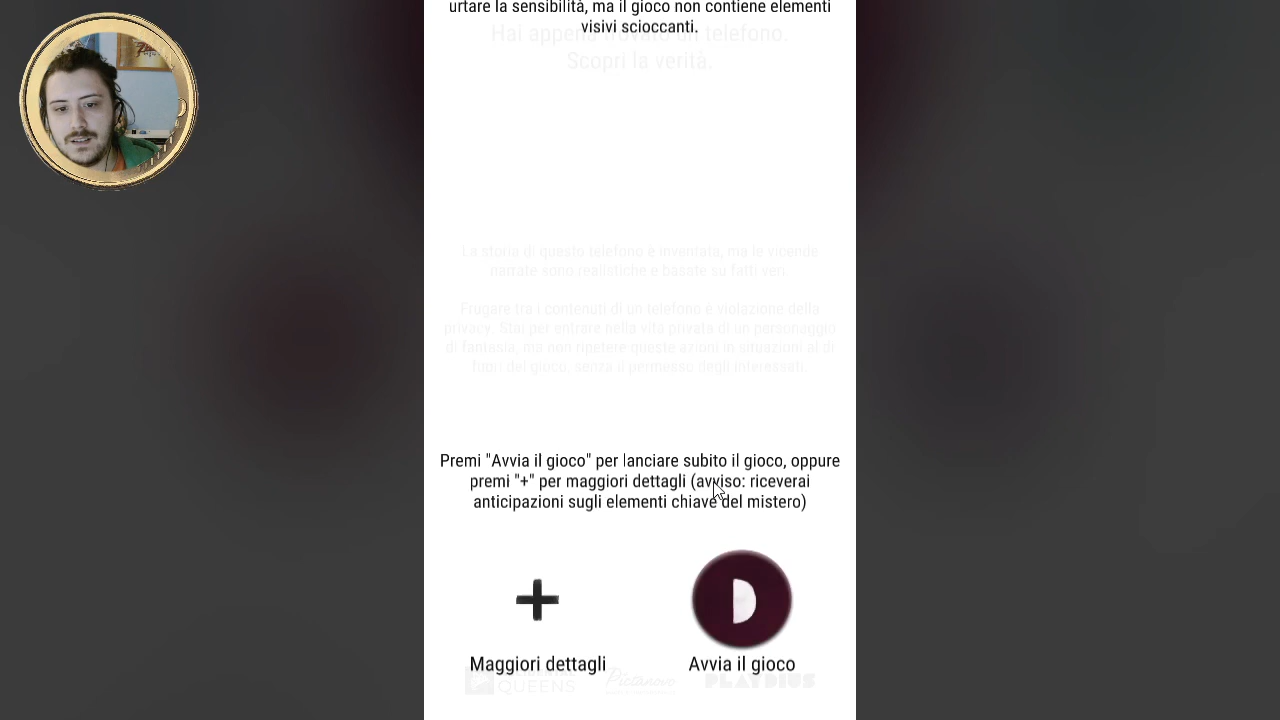 urtare la sensibilità, ma il gioco non contiene elementi
visivi scioccanti.
Hai appena trovato un telefono.
Scopri la verità.
La storia di questo telefono è inventata, ma le vicende
narrate sono realistiche e basate su fatti veri.
Frugare tra i contenuti di un telefono è violazione della
privacy. Stai per entrare nella vita privata di un personaggio
di fantasia, ma non ripetere queste azioni in situazioni al di
fuori del gioco, senza il permesso degli interessati.
Premi "Avvia il gioco" per lanciare subito il gioco, oppure
premi "+" per maggiori dettagli (avviso: riceverai
anticipazioni sugli elementi chiave del mistero)
Maggiori dettagli
Avvia il gioco
QUEENS
Pictanovo
PLAYDIUS